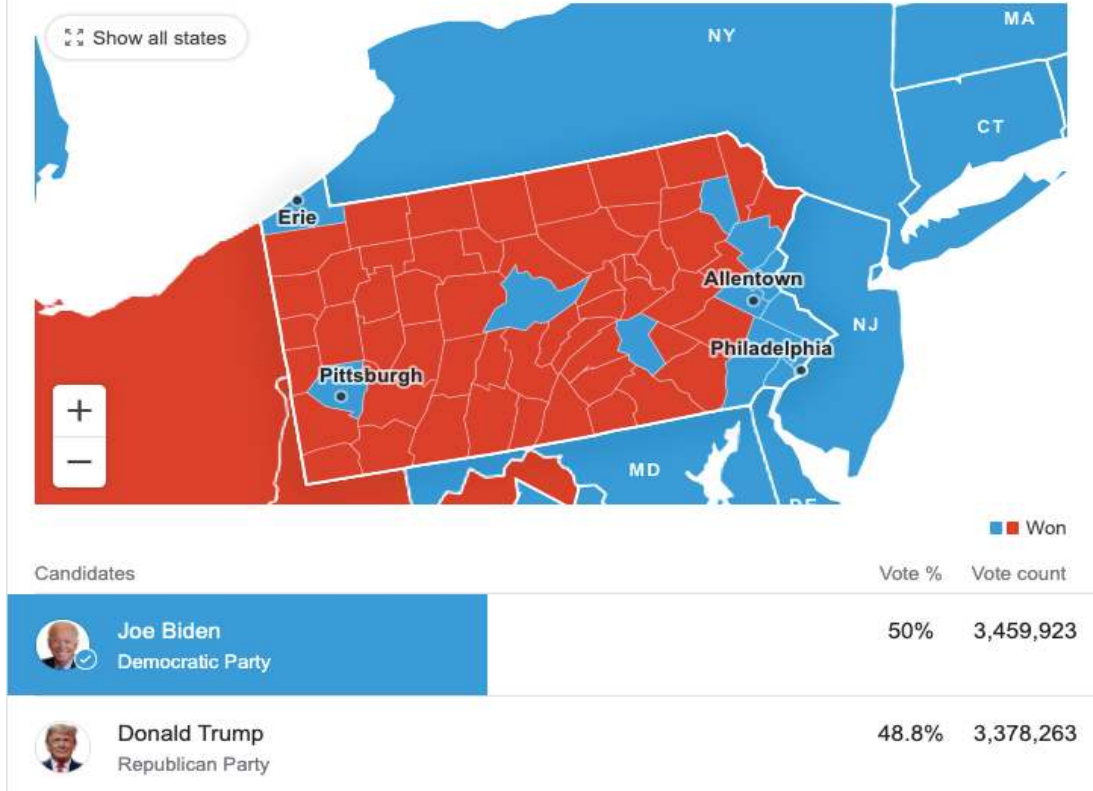 Show all states
NY
MA
CT
Erie
Allentown
NJ
Philadelphia
Pittsburgh
+
−
MD
DE
Won
Candidates Vote % Vote count
Joe Biden 50% 3,459,923
Democratic Party
Donald Trump 48.8% 3,378,263
Republican Party